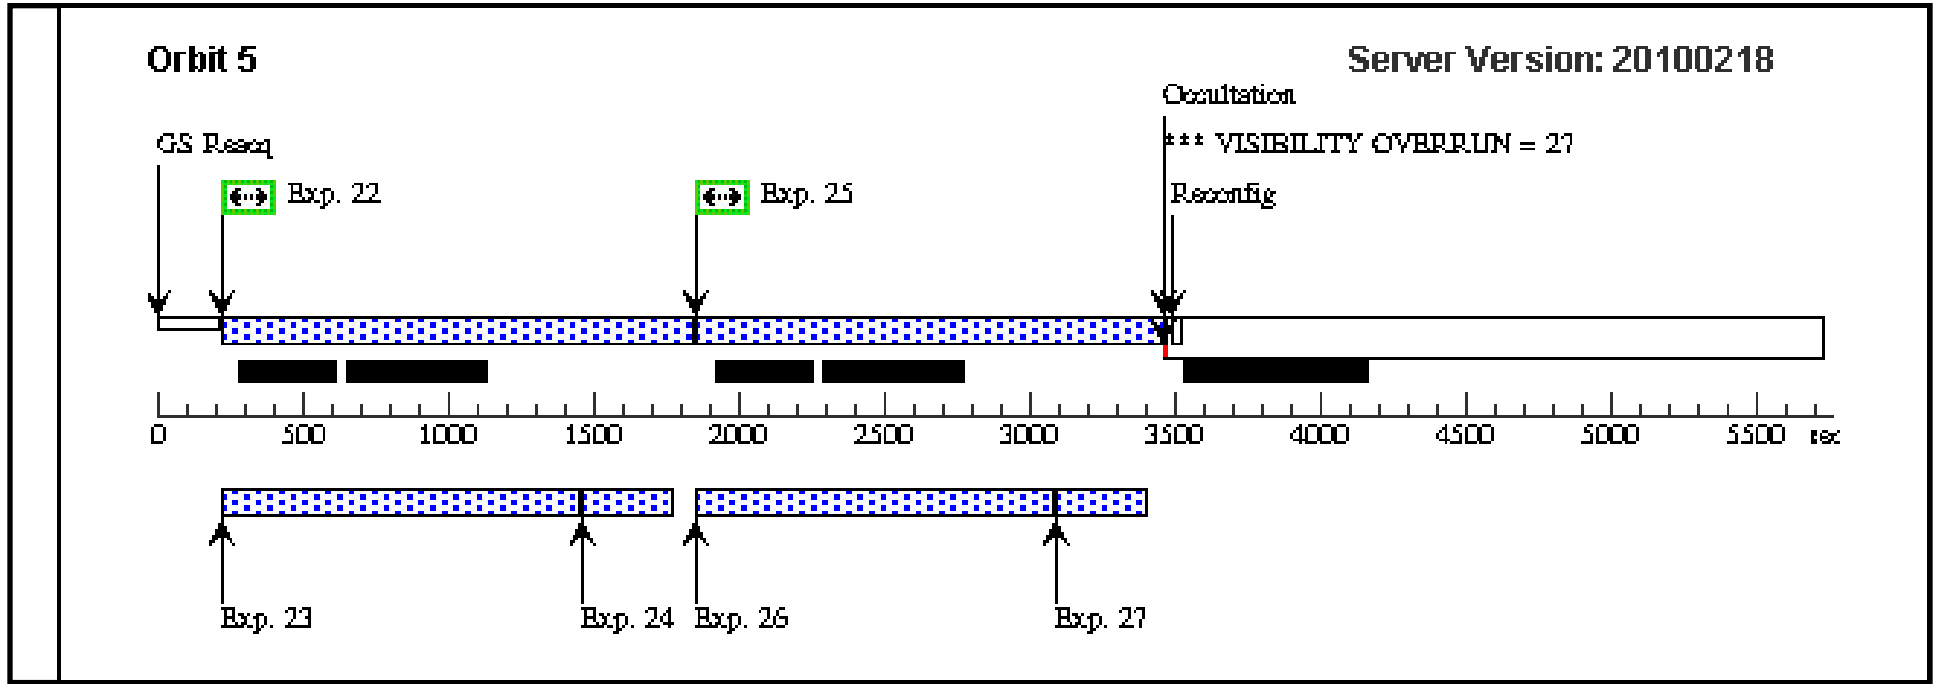 Orbit 5
Server Version: 20100218
Occultation
GS Reacq
*** VISIBILITY OVERRUN = 27
Exp. 22
Exp. 25
Reconfig
0 500 1000 1500 2000 2500 3000 3500 4000 4500 5000 5500 sec
Exp. 23
Exp. 24
Exp. 26
Exp. 27